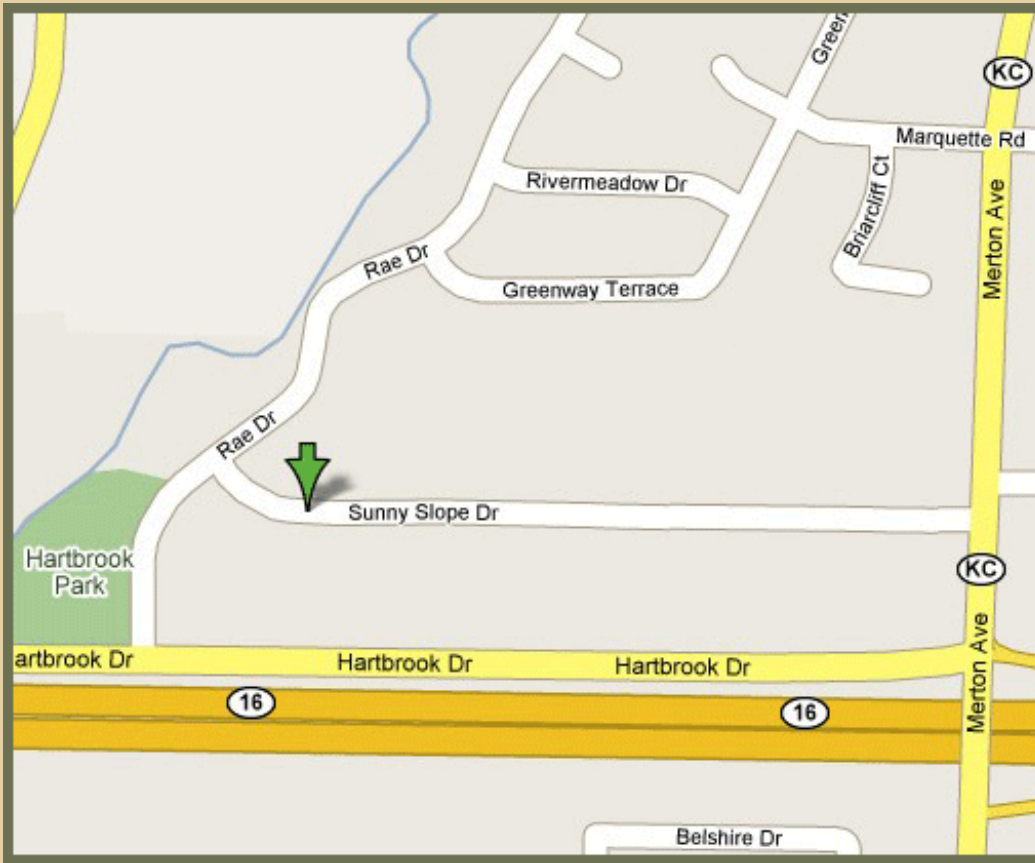 Green
KC
Marquette Rd
Rivermeadow Dr
Briarcliff Ct
Merton Ave
Rae Dr
Greenway Terrace
Rae Dr
Sunny Slope Dr
Hartbrook
Park
KC
Merton Ave
artbrook Dr
Hartbrook Dr
Hartbrook Dr
16
16
Belshire Dr